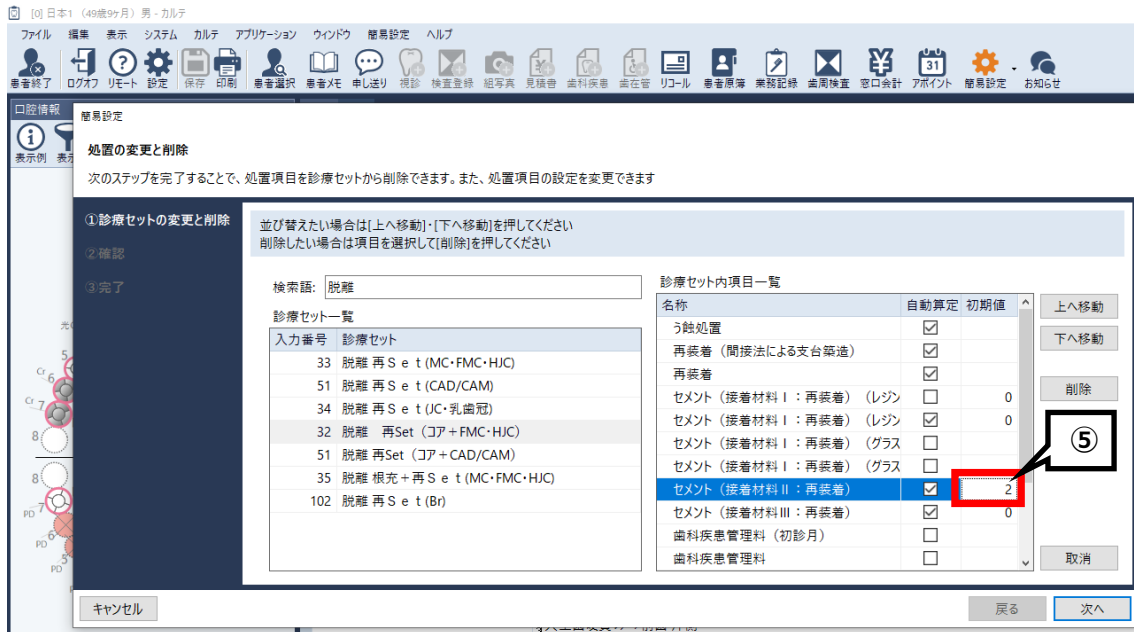 [0] 日本1 （49歳9ケ月）男 - カルテ
ファイル 編集 表示 システム カルテ アプリケーション ウィンドウ 簡易設定 ヘルプ
患者終了 ログオフ リモート 設定 保存 印刷 患者選択 患者メモ 申し送り 視診 検査登録 組写真 見積書 歯科疾患 歯在管 リコール 患者原簿 業務記録 歯周検査 窓口会計 アポイント 簡易設定 お知らせ
口腔情報
表示例
簡易設定
処置の変更と削除
次のステップを完了することで、処置項目を診療セットから削除できます。また、処置項目の設定を変更できます
①診療セットの変更と削除
②確認
③完了
並び替えたい場合は[上へ移動]・[下へ移動]を押してください
削除したい場合は項目を選択して[削除]を押してください
検索語: 脱離
診療セット一覧
入力番号 診療セット
33 脱離 再Ｓｅｔ(MC・FMC・HJC)
51 脱離 再Ｓｅｔ(CAD/CAM)
34 脱離 再Ｓｅｔ(JC・乳歯冠)
32 脱離　再Set（コア＋FMC・HJC）
51 脱離 再Set（コア＋CAD/CAM）
35 脱離 根充＋再Ｓｅｔ(MC・FMC・HJC)
102 脱離 再Ｓｅｔ(Br)
診療セット内項目一覧
名称 自動算定 初期値
う蝕処置
再装着（間接法による支台築造）
再装着
セメント（接着材料Ⅰ：再装着）（レジン 0
セメント（接着材料Ⅰ：再装着）（レジン 0
セメント（接着材料Ⅰ：再装着）（グラス
セメント（接着材料Ⅰ：再装着）（グラス
セメント（接着材料Ⅱ：再装着） 2
セメント（接着材料Ⅲ：再装着） 0
歯科疾患管理料（初診月）
歯科疾患管理料
上へ移動
下へ移動
削除
⑤
取消
キャンセル 戻る 次へ
5
Cr 6
Cr 7
8
8
PD 7
PD 6
PD 5